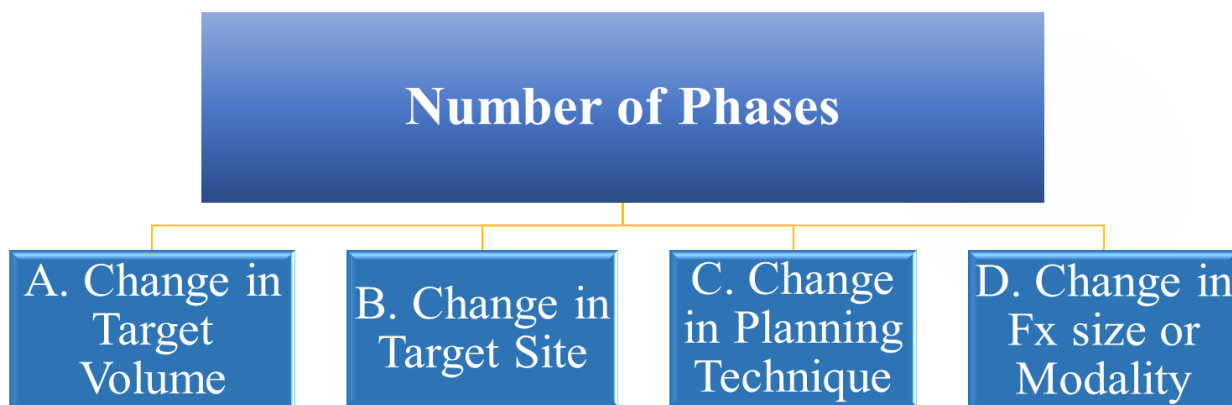 Number of Phases
A. Change in
Target
Volume
B. Change in
Target Site
C. Change
in Planning
Technique
D. Change in
Fx size or
Modality